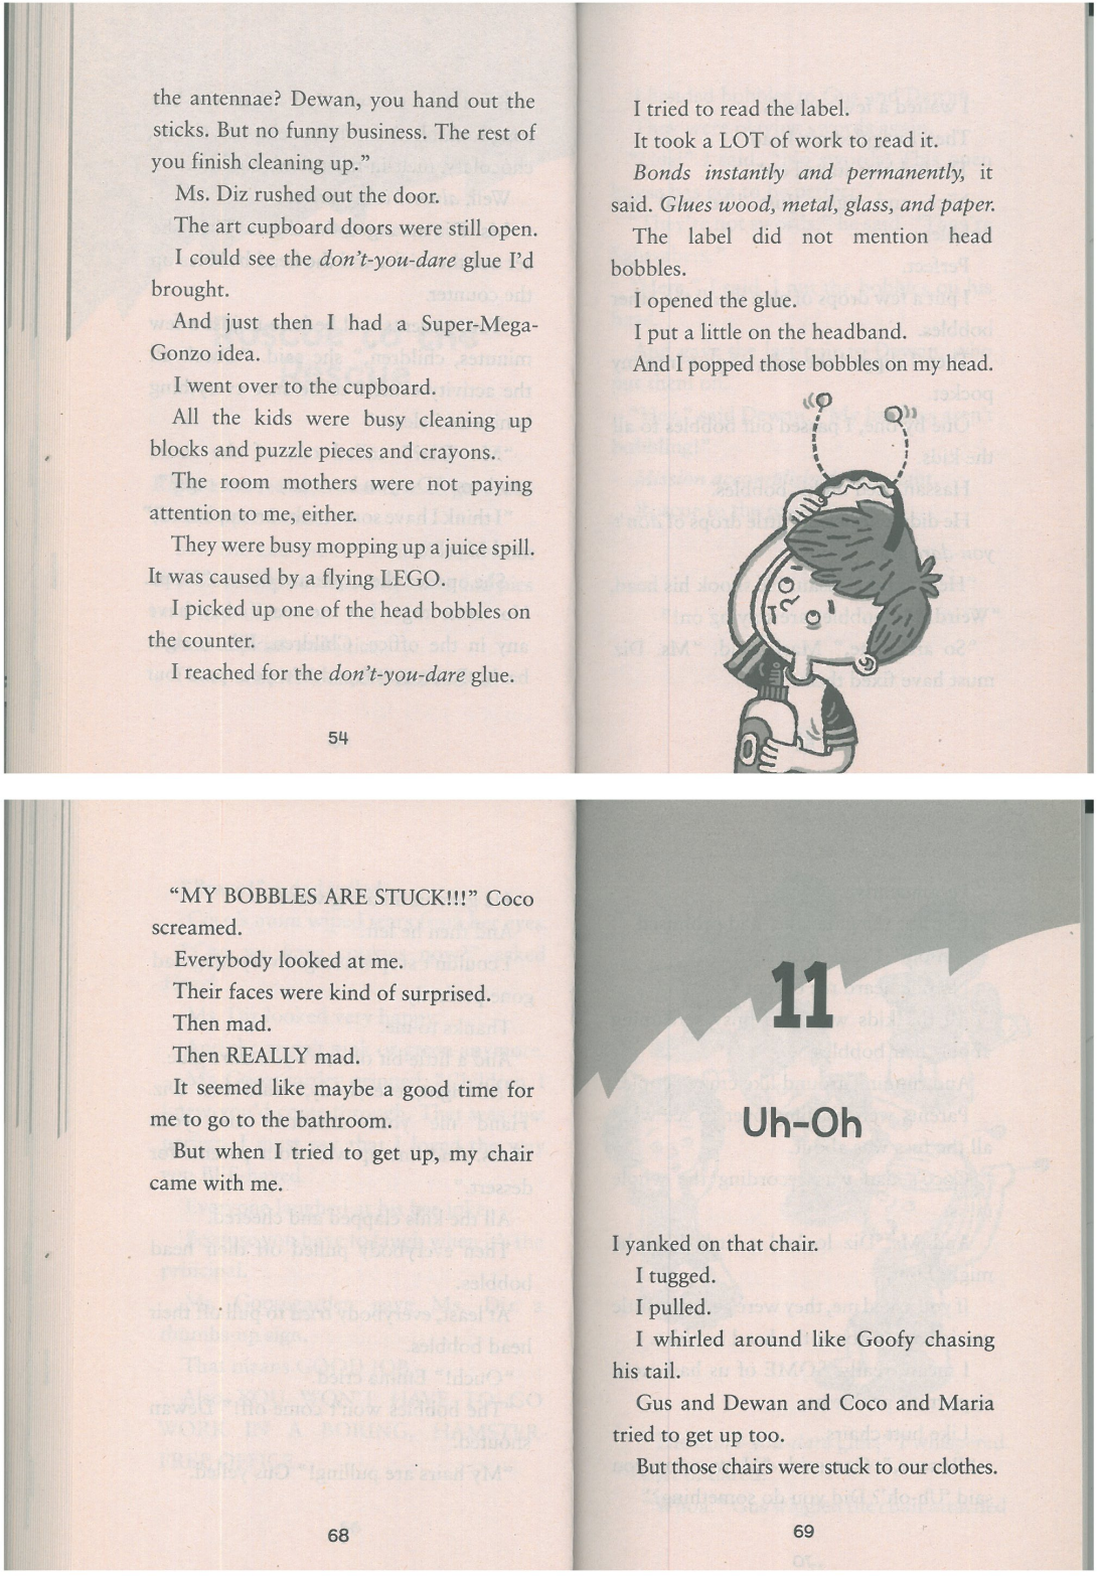 the antennae? Dewan, you hand out the
sticks. But no funny business. The rest of
you finish cleaning up.”
Ms. Diz rushed out the door.
The art cupboard doors were still open.
I could see the don’t-you-dare glue I’d
brought.
And just then I had a Super-Mega-
Gonzo idea.
I went over to the cupboard.
All the kids were busy cleaning up
blocks and puzzle pieces and crayons.
The room mothers were not paying
attention to me, either.
They were busy mopping up a juice spill.
It was caused by a flying LEGO.
I picked up one of the head bobbles on
the counter.
I reached for the don’t-you-dare glue.
54
I tried to read the label.
It took a LOT of work to read it.
Bonds instantly and permanently, it
said. Glues wood, metal, glass, and paper.
The label did not mention head
bobbles.
I opened the glue.
I put a little on the headband.
And I popped those bobbles on my head.
“MY BOBBLES ARE STUCK!!!” Coco
screamed.
Everybody looked at me.
Their faces were kind of surprised.
Then mad.
Then REALLY mad.
It seemed like maybe a good time for
me to go to the bathroom.
But when I tried to get up, my chair
came with me.
68
11
Uh-Oh
I yanked on that chair.
I tugged.
I pulled.
I whirled around like Goofy chasing
his tail.
Gus and Dewan and Coco and Maria
tried to get up too.
But those chairs were stuck to our clothes.
69